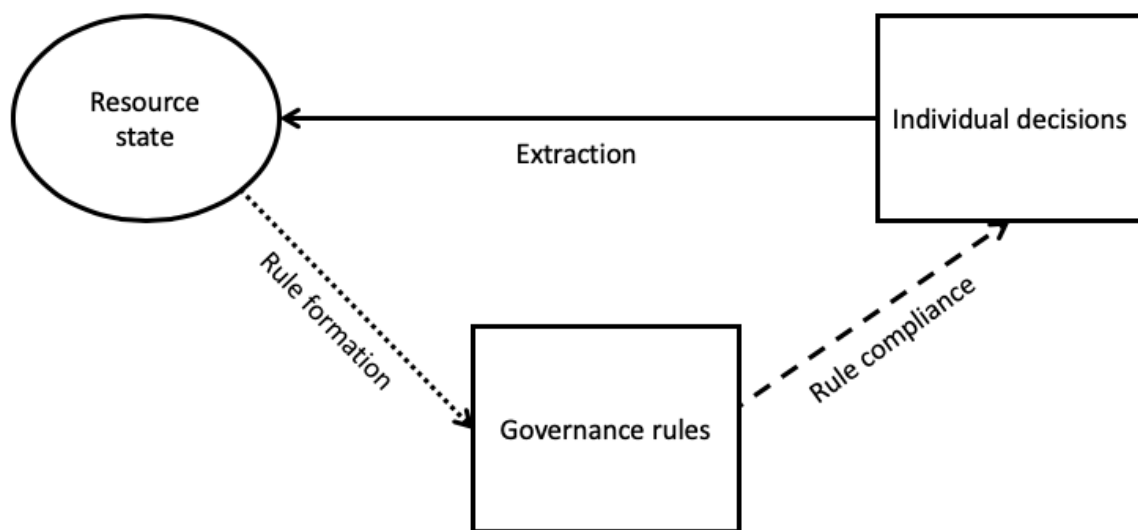 Resource
state
Individual decisions
Extraction
Rule formation
Rule compliance
Governance rules